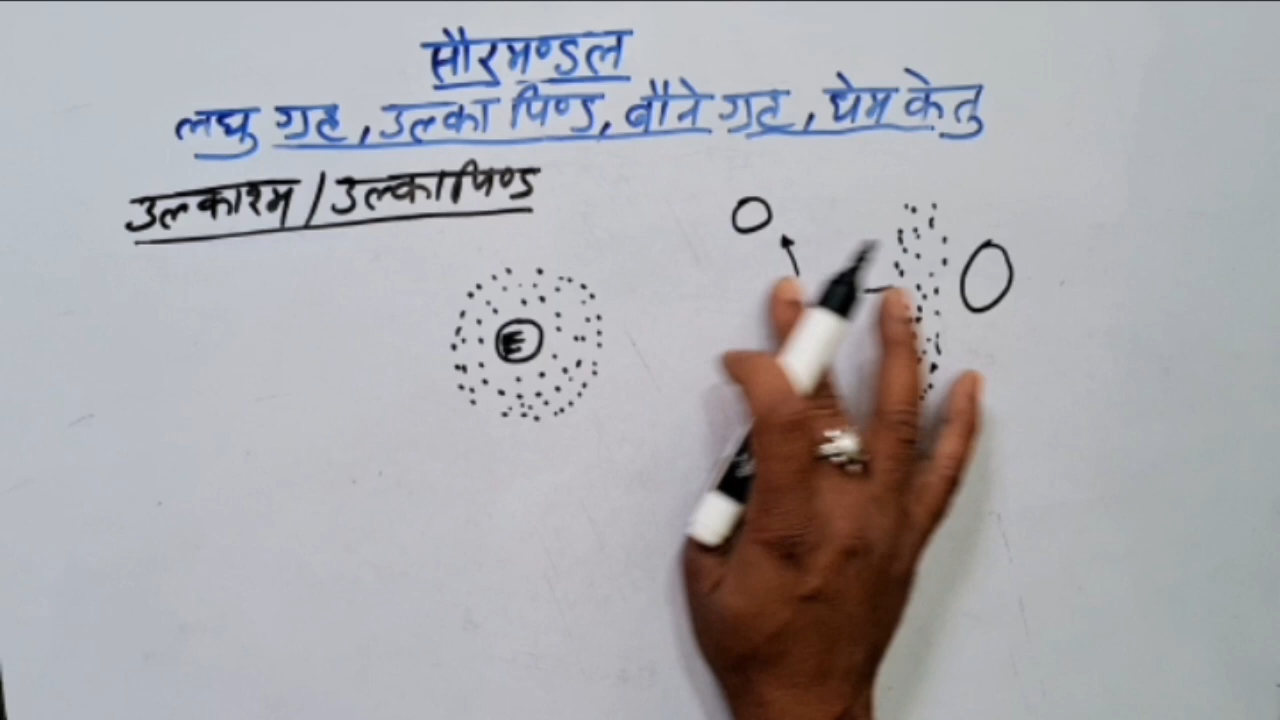 सौरमण्डल
लघु ग्रह, उल्का पिण्ड, बौने ग्रह, घेमकेतु
उल्काश्म / उल्कापिण्ड
E